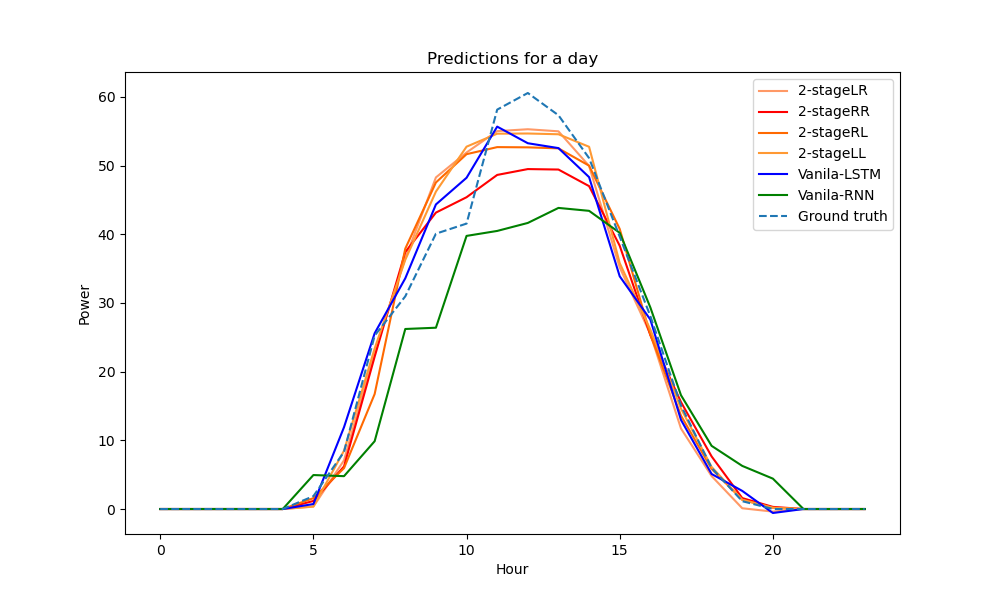 Predictions for a day
2-stageLR
2-stageRR
2-stageRL
2-stageLL
Vanila-LSTM
Vanila-RNN
Ground truth
Power
60
50
40
30
20
10
0
0 5 10 15 20
Hour